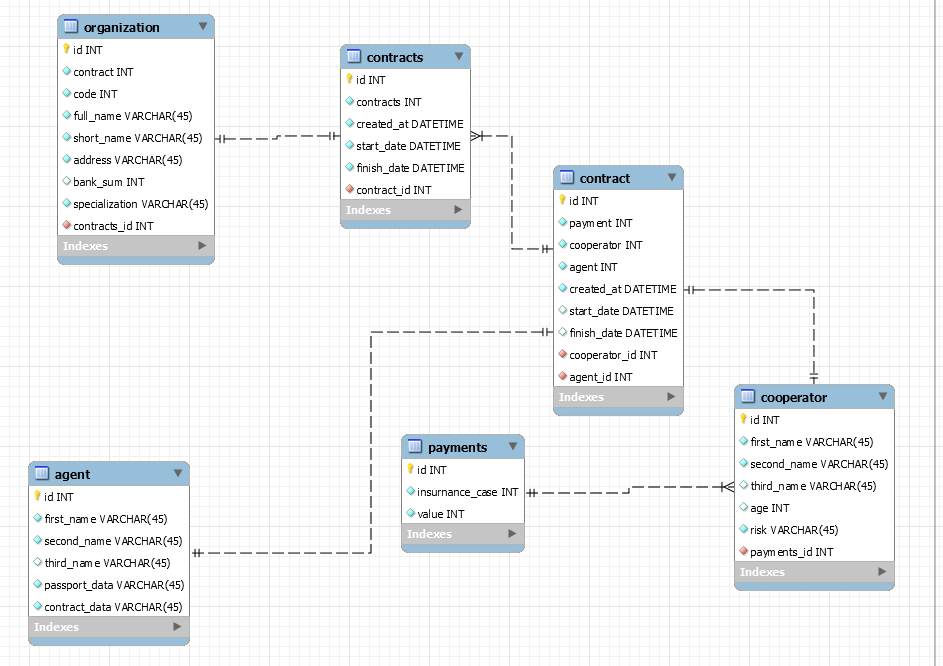 organization
id INT
contract INT
code INT
full_name VARCHAR(45)
short_name VARCHAR(45)
address VARCHAR(45)
bank_sum INT
specialization VARCHAR(45)
contracts_id INT
Indexes
contracts
id INT
contracts INT
created_at DATETIME
start_date DATETIME
finish_date DATETIME
contract_id INT
Indexes
contract
id INT
payment INT
cooperator INT
agent INT
created_at DATETIME
start_date DATETIME
finish_date DATETIME
cooperator_id INT
agent_id INT
Indexes
cooperator
id INT
first_name VARCHAR(45)
second_name VARCHAR(45)
third_name VARCHAR(45)
age INT
risk VARCHAR(45)
payments_id INT
Indexes
payments
id INT
insurnance_case INT
value INT
Indexes
agent
id INT
first_name VARCHAR(45)
second_name VARCHAR(45)
third_name VARCHAR(45)
passport_data VARCHAR(45)
contract_data VARCHAR(45)
Indexes